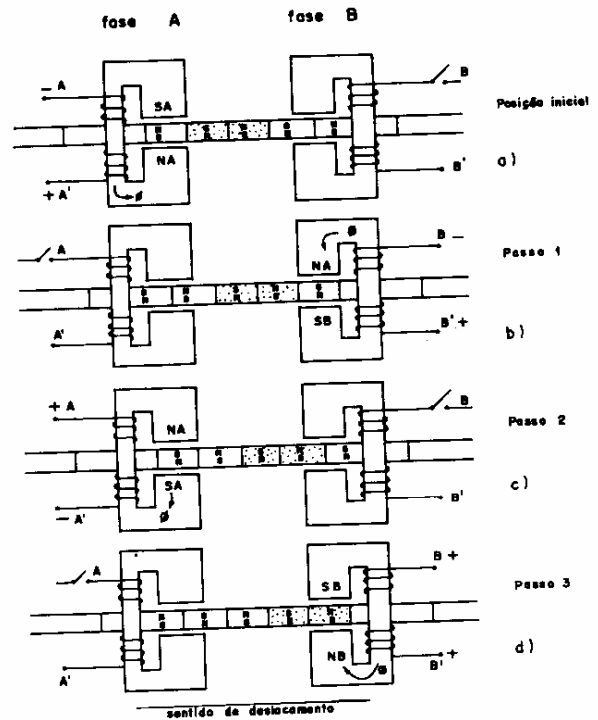 fase A fase B
— A B
SA
Posição inicial
NA
+ A' ø B' a)
A ø B —
NA Passo 1
SB
A' B' + b)
+ A B
NA Passo 2
SA
— A' ø B' c)
A B +
SB Passo 3
NB
A' ø B' + d)
sentido de deslocamento